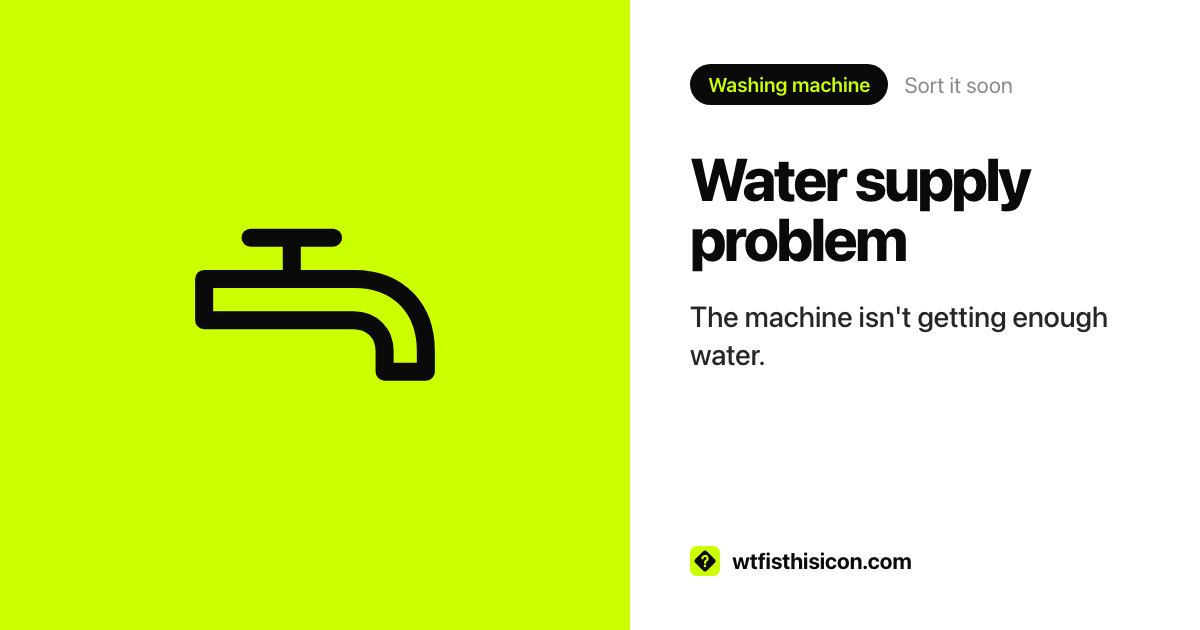 Washing machine
Sort it soon
Water supply
problem
The machine isn't getting enough
water.
?
wtfisthisicon.com